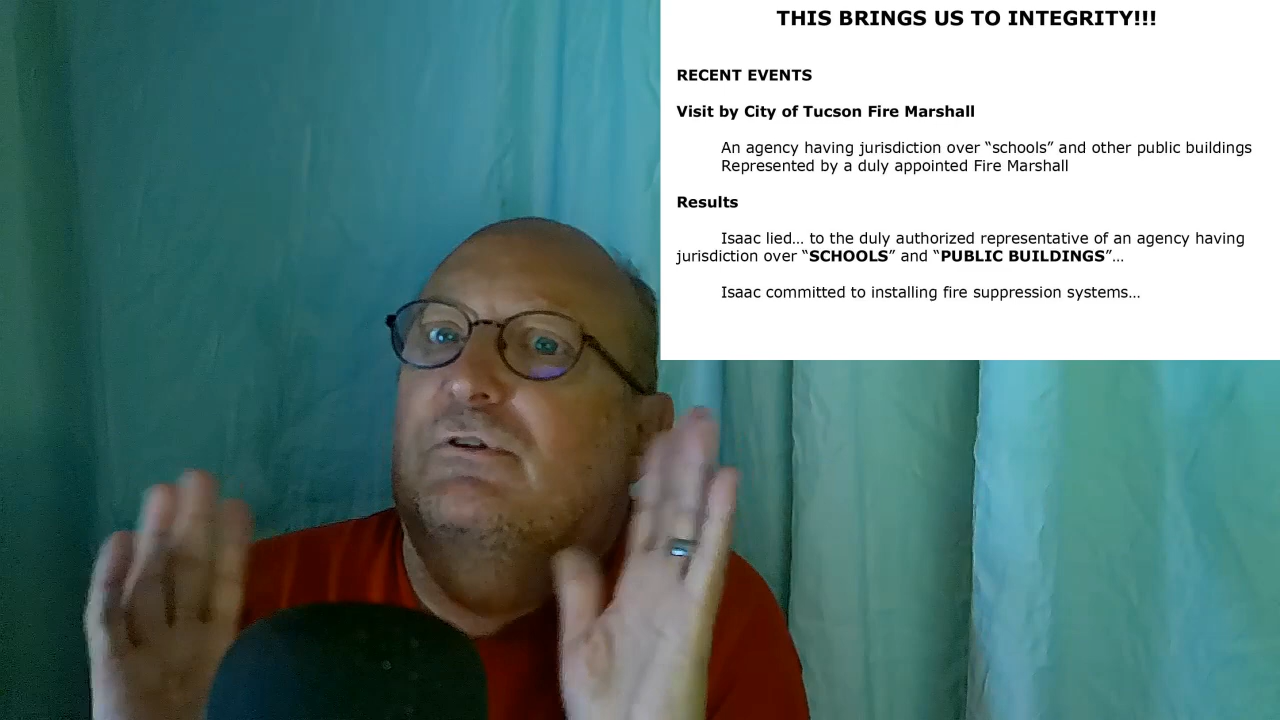 THIS BRINGS US TO INTEGRITY!!!
RECENT EVENTS
Visit by City of Tucson Fire Marshall
An agency having jurisdiction over “schools” and other public buildings
Represented by a duly appointed Fire Marshall
Results
Isaac lied… to the duly authorized representative of an agency having
jurisdiction over “SCHOOLS” and “PUBLIC BUILDINGS”…
Isaac committed to installing fire suppression systems…